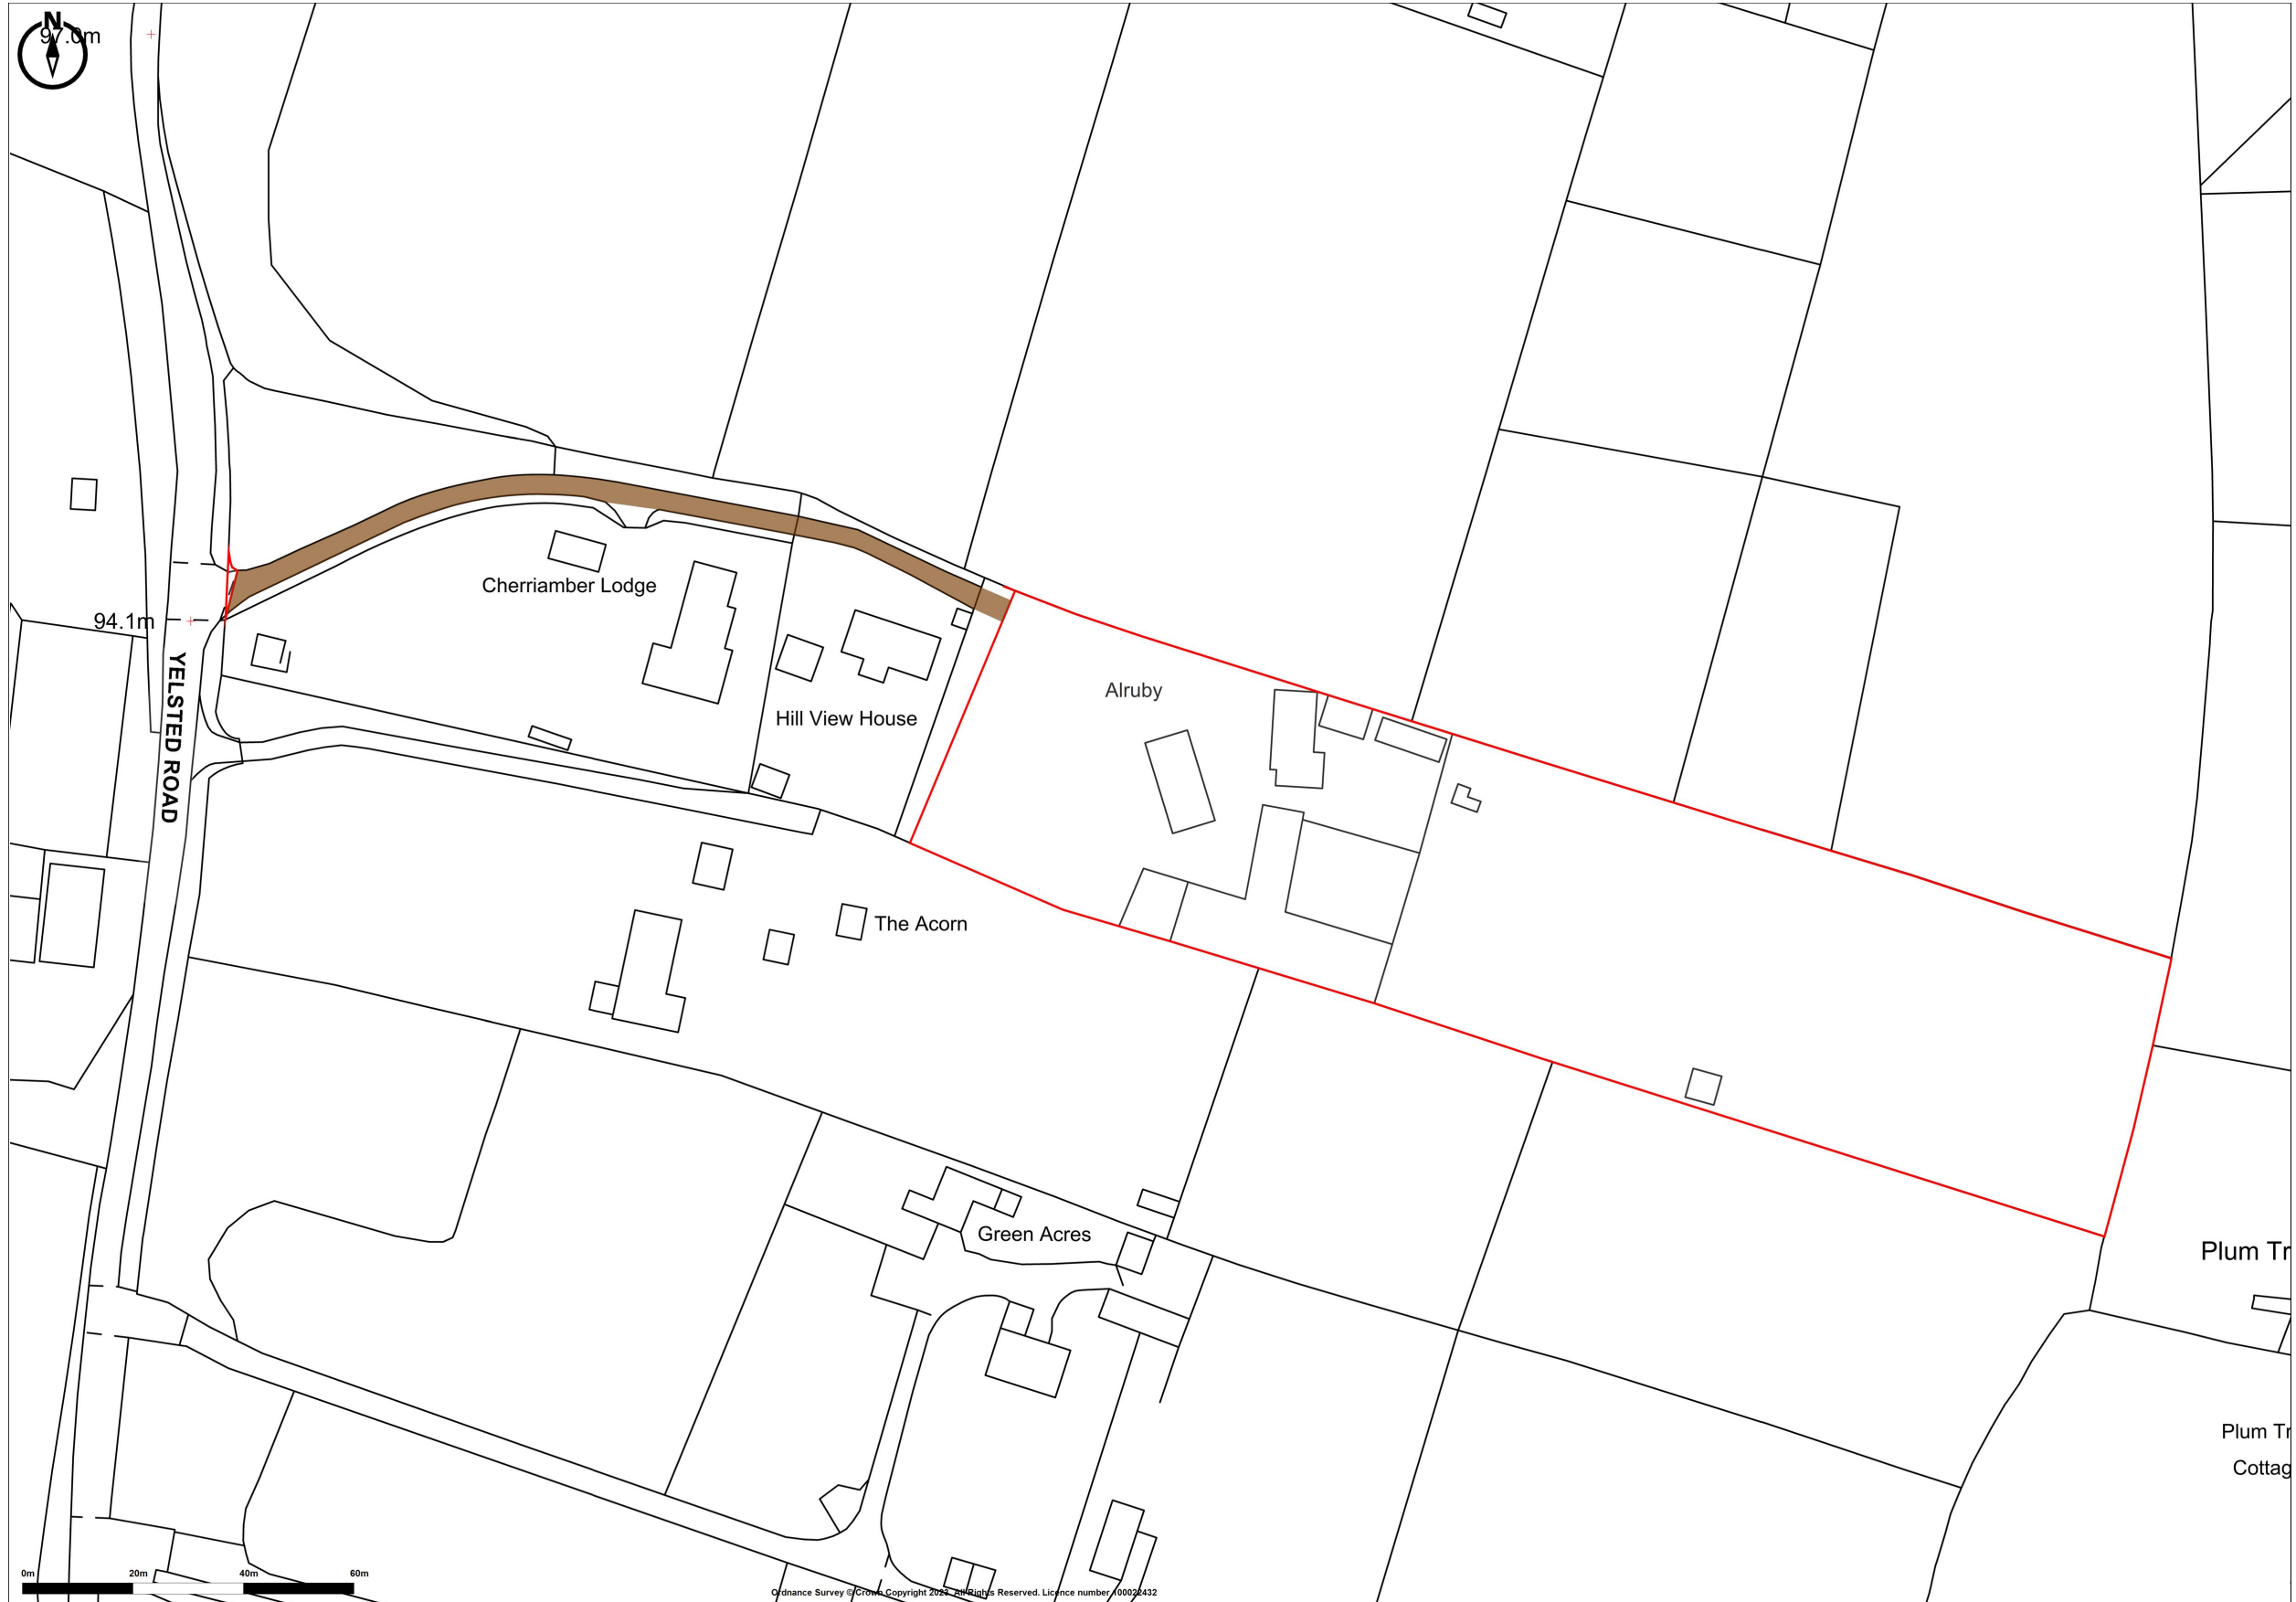 N
97.0m
Cherriamber Lodge
94.1m
YELSTED ROAD
Alruby
Hill View House
The Acorn
Green Acres
Plum Tr
Plum Tr
Cottag
0m 20m 40m 60m
Ordnance Survey © Crown Copyright 2023. All Rights Reserved. Licence number 100022432